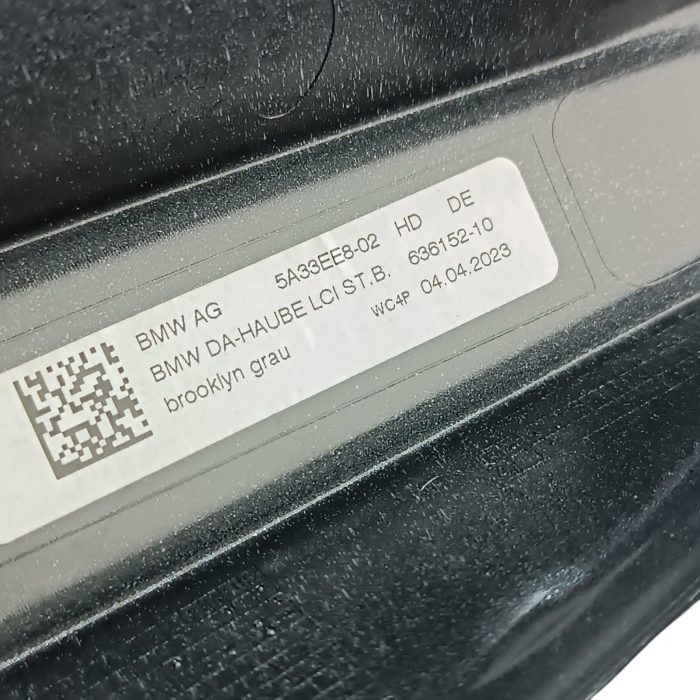 BMW AG 5A33EE8-02 HD DE
BMW DA-HAUBE LCI ST.B. 636152-10
brooklyn grau WC4P 04.04.2023